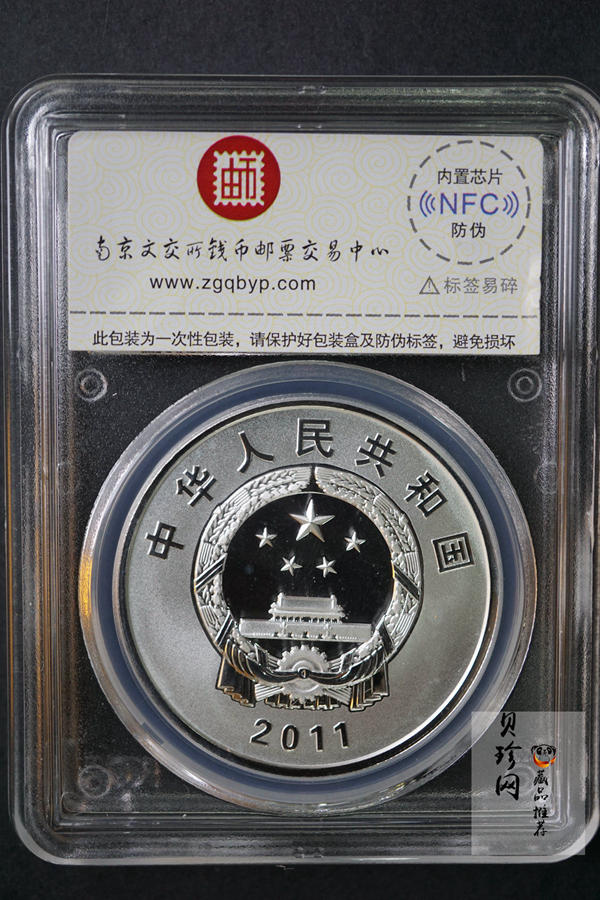 邮币
内置芯片
NFC
防伪
南京文交所钱币邮票交易中心
www.zgqbyp.com
标签易碎
此包装为一次性包装，请保护好包装盒及防伪标签，避免损坏
中华人民共和国
2011
贝珍网
藏品推荐